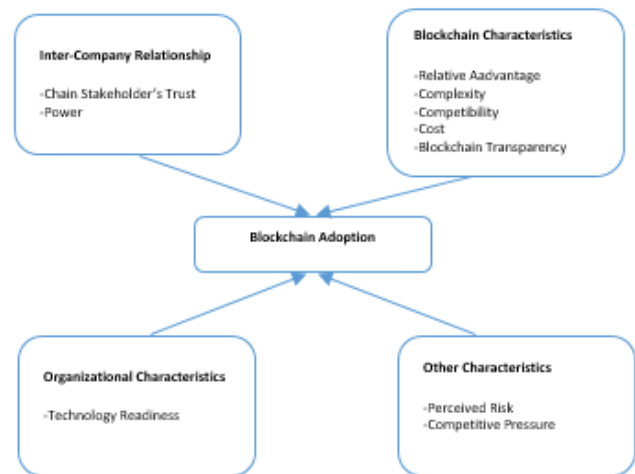 Inter-Company Relationship
-Chain Stakeholder's Trust
-Power
Blockchain Characteristics
-Relative Aadvantage
-Complexity
-Competibility
-Cost
-Blockchain Transparency
Blockchain Adoption
Organizational Characteristics
-Technology Readiness
Other Characteristics
-Perceived Risk
-Competitive Pressure